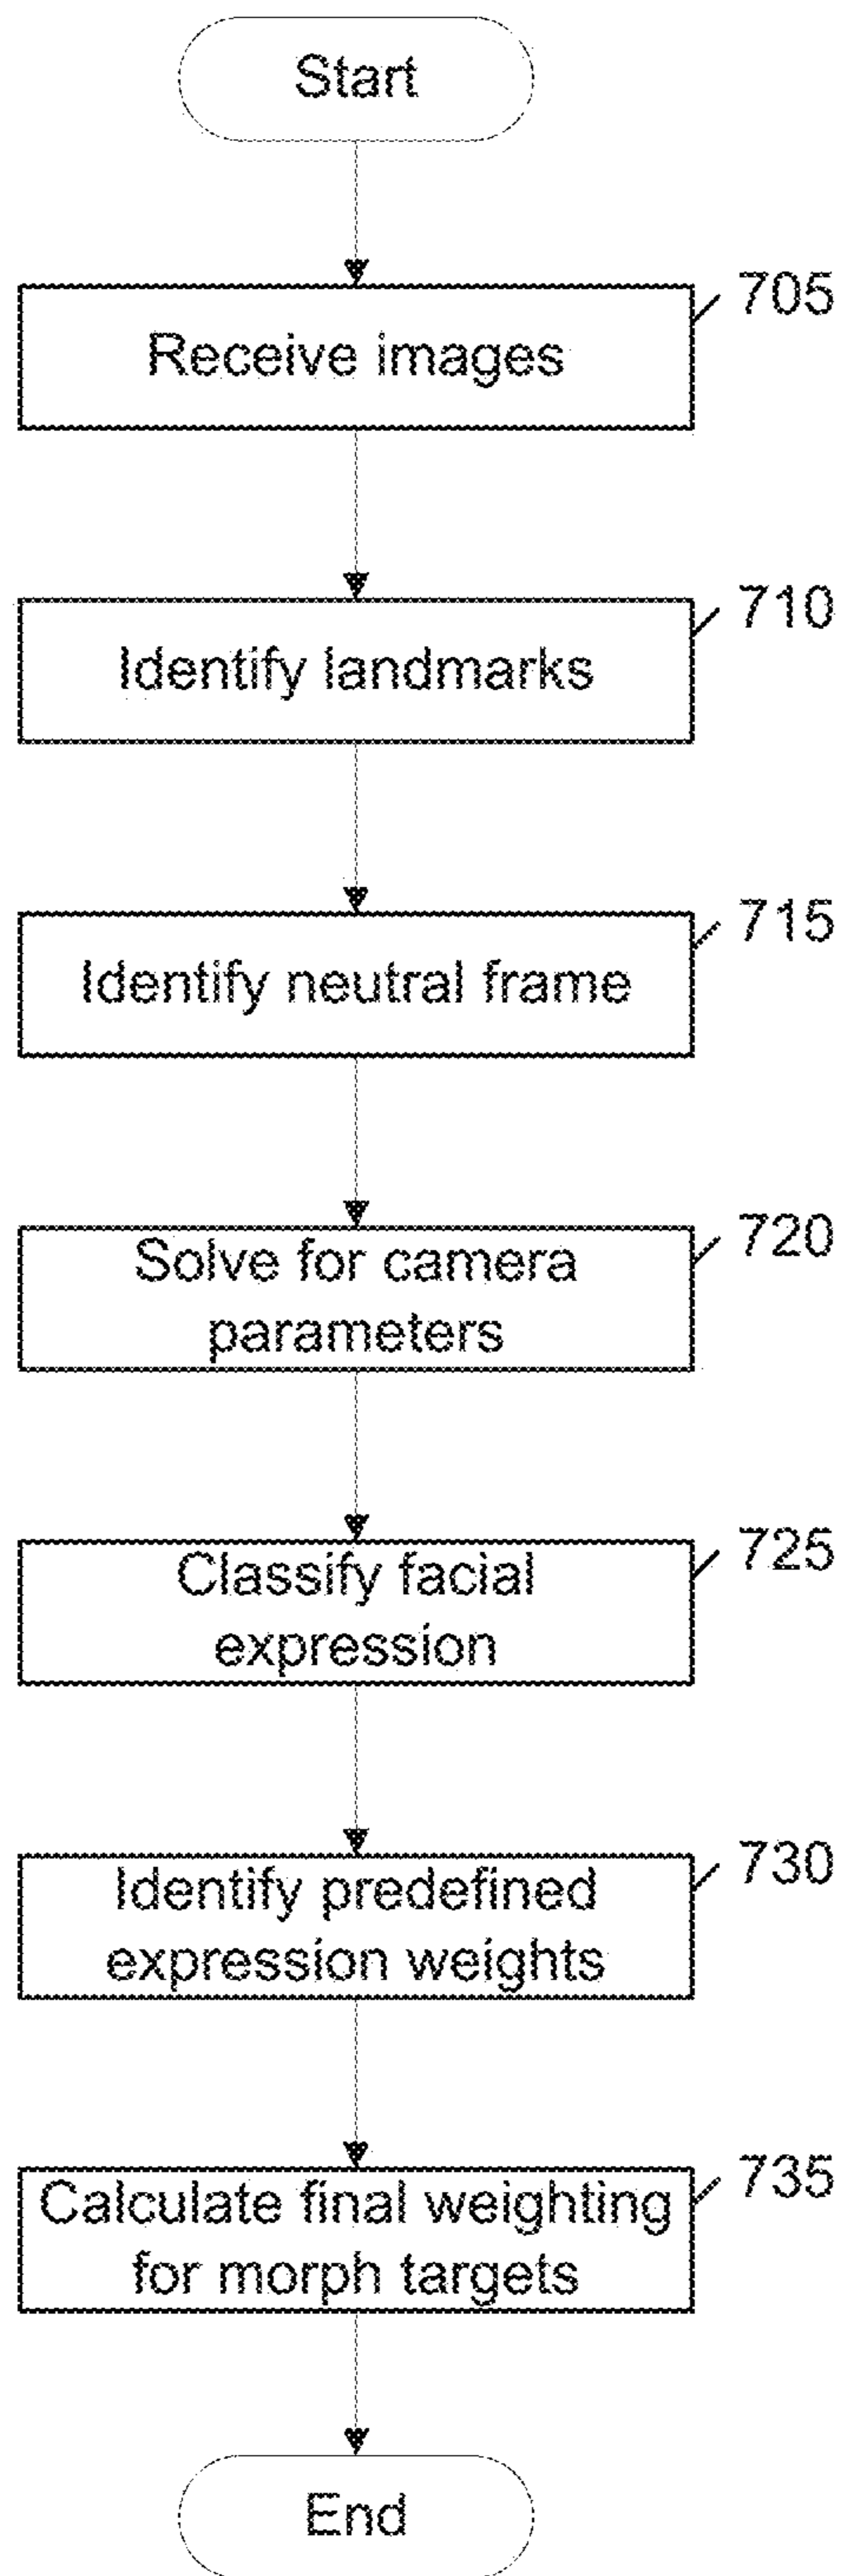 Start
705
Receive images
710
Identify landmarks
715
Identify neutral frame
720
Solve for camera
parameters
725
Classify facial
expression
730
Identify predefined
expression weights
735
Calculate final weighting
for morph targets
End